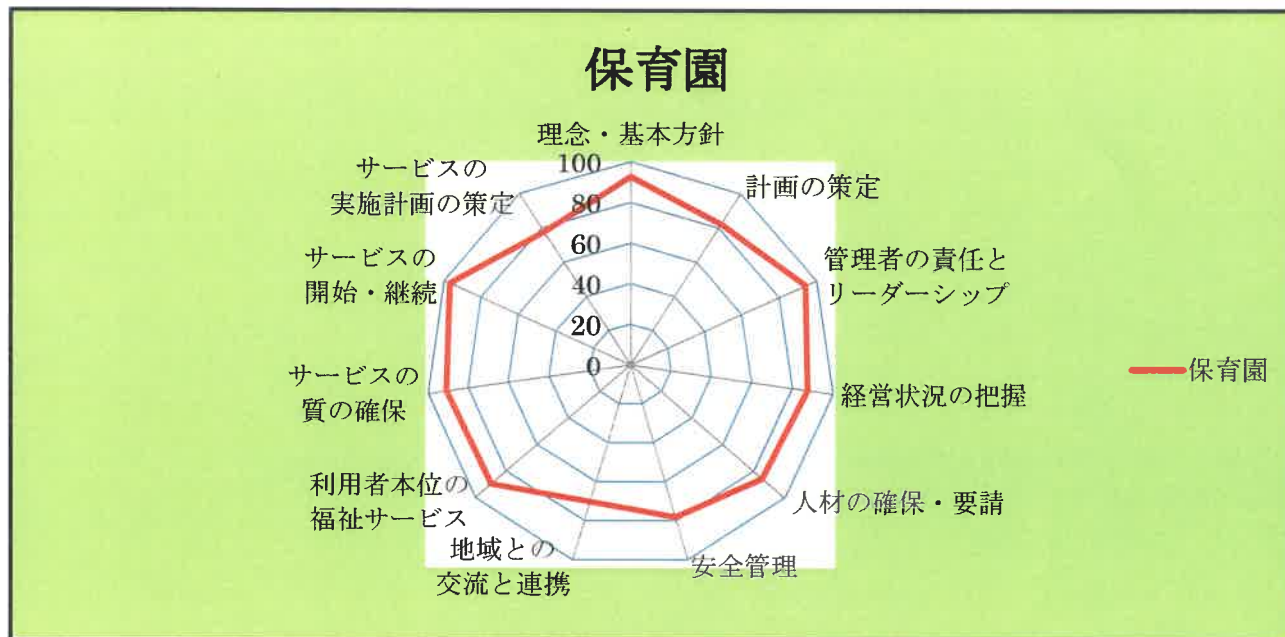 保育園
理念・基本方針
計画の策定
管理者の責任と
リーダーシップ
経営状況の把握
人材の確保・要請
安全管理
地域との
交流と連携
利用者本位の
福祉サービス
サービスの
質の確保
サービスの
開始・継続
サービスの
実施計画の策定
100
80
60
40
20
0
保育園